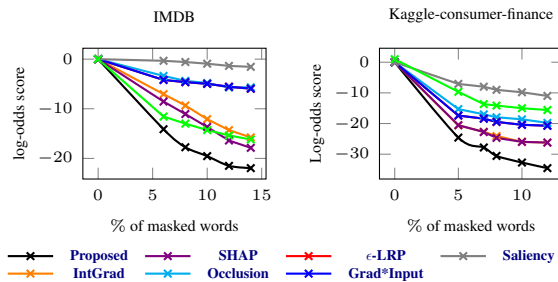 IMDB
Kaggle-consumer-finance
log-odds score
0
−10
−20
0
5
10
15
% of masked words
Log-odds score
0
−10
−20
−30
0
5
10
% of masked words
Proposed SHAP ϵ-LRP Saliency
IntGrad Occlusion Grad*Input